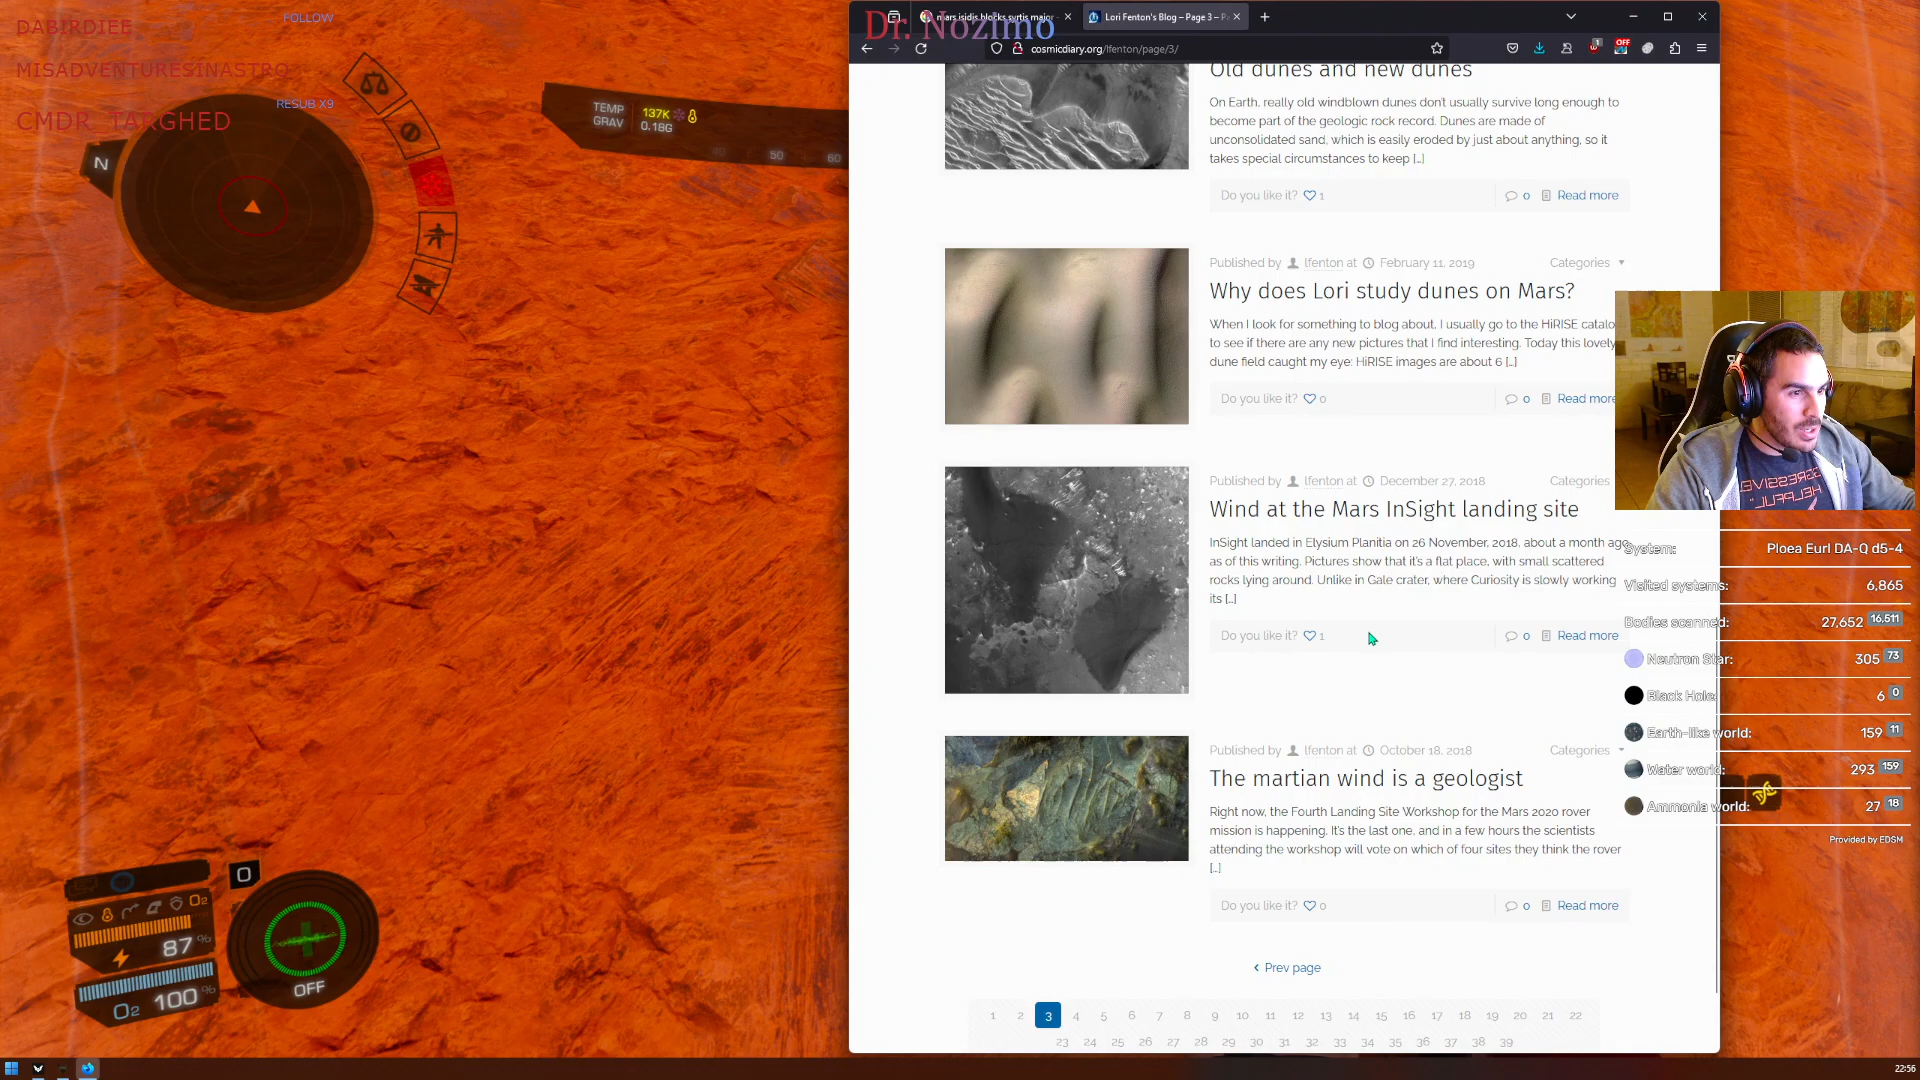 DABIRDIEE
FOLLOW
MISADVENTURESINASTRO
RESUB X9
CMDR_TARGHED
N
TEMP 137K
GRAV 0.18G
50 60
Dr. Nozimo
mars isidis blocks syrtis major
Lori Fenton's Blog – Page 3 –
cosmicdiary.org/lfenton/page/3/
1
OFF
Old dunes and new dunes
On Earth, really old windblown dunes don't usually survive long enough to
become part of the geologic rock record. Dunes are made of
unconsolidated sand, which is easily eroded by just about anything, so it
takes special circumstances to keep [...]
Do you like it? 1 0 Read more
Published by lfenton at February 11, 2019 Categories
Why does Lori study dunes on Mars?
When I look for something to blog about, I usually go to the HiRISE catalo
to see if there are any new pictures that I find interesting. Today this lovely
dune field caught my eye: HiRISE images are about 6 [...]
Do you like it? 0 0 Read more
Published by lfenton at December 27, 2018 Categories
Wind at the Mars InSight landing site
InSight landed in Elysium Planitia on 26 November, 2018, about a month ago
as of this writing. Pictures show that it's a flat place, with small scattered
rocks lying around. Unlike in Gale crater, where Curiosity is slowly working
its [...]
Do you like it? 1 0 Read more
Published by lfenton at October 18, 2018 Categories
The martian wind is a geologist
Right now, the Fourth Landing Site Workshop for the Mars 2020 rover
mission is happening. It's the last one, and in a few hours the scientists
attending the workshop will vote on which of four sites they think the rover
[...]
Do you like it? 0 0 Read more
Prev page
1 2 3 4 5 6 7 8 9 10 11 12 13 14 15 16 17 18 19 20 21 22
23 24 25 26 27 28 29 30 31 32 33 34 35 36 37 38 39
System: Ploea Eurl DA-Q d5-4
Visited systems: 6,865
Bodies scanned: 27,652 16,511
Neutron Star: 305 73
Black Hole: 6 0
Earth-like world: 159 11
Water world: 293 159
Ammonia world: 27 18
Provided by EDSM
0
O2
87 %
O2 100 %
OFF
22:56